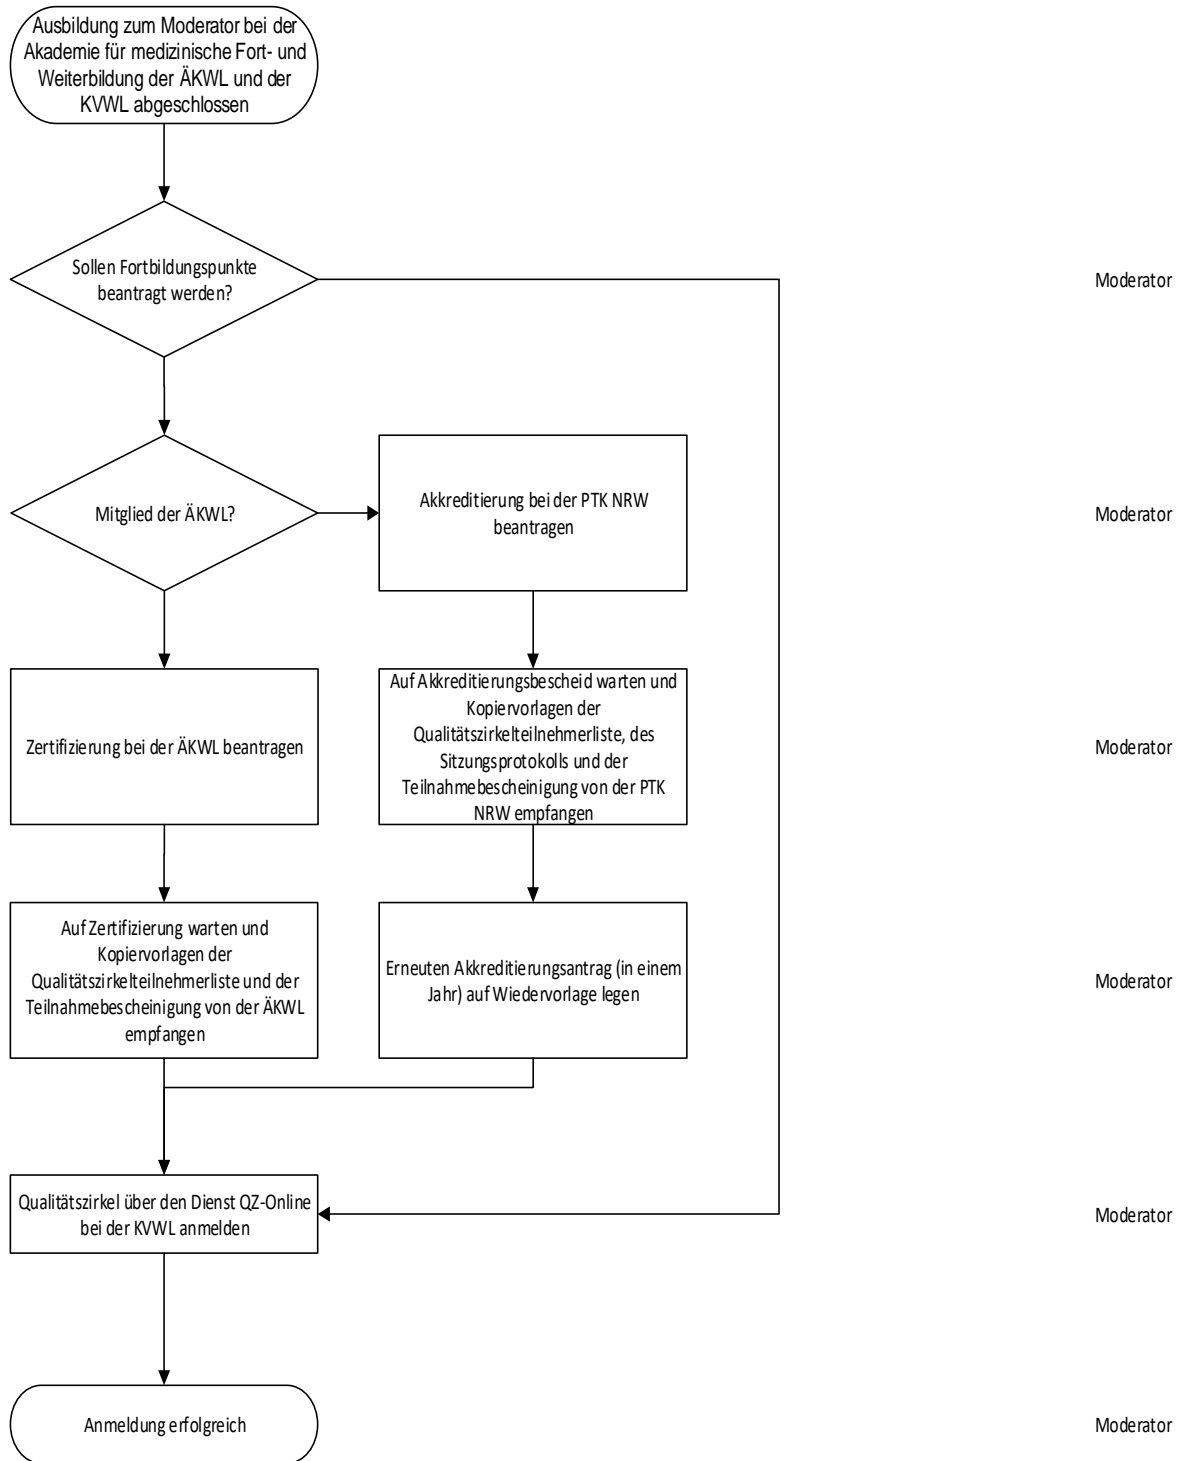 Ausbildung zum Moderator bei der
Akademie für medizinische Fort- und
Weiterbildung der ÄKWL und der
KVWL abgeschlossen
Sollen Fortbildungspunkte
beantragt werden?
Moderator
Mitglied der ÄKWL?
Akkreditierung bei der PTK NRW
beantragen
Moderator
Zertifizierung bei der ÄKWL beantragen
Auf Akkreditierungsbescheid warten und
Kopiervorlagen der
Qualitätszirkelteilnehmerliste, des
Sitzungsprotokolls und der
Teilnahmebescheinigung von der PTK
NRW empfangen
Moderator
Auf Zertifizierung warten und
Kopiervorlagen der
Qualitätszirkelteilnehmerliste und der
Teilnahmebescheinigung von der ÄKWL
empfangen
Erneuten Akkreditierungsantrag (in einem
Jahr) auf Wiedervorlage legen
Moderator
Qualitätszirkel über den Dienst QZ-Online
bei der KVWL anmelden
Moderator
Anmeldung erfolgreich
Moderator